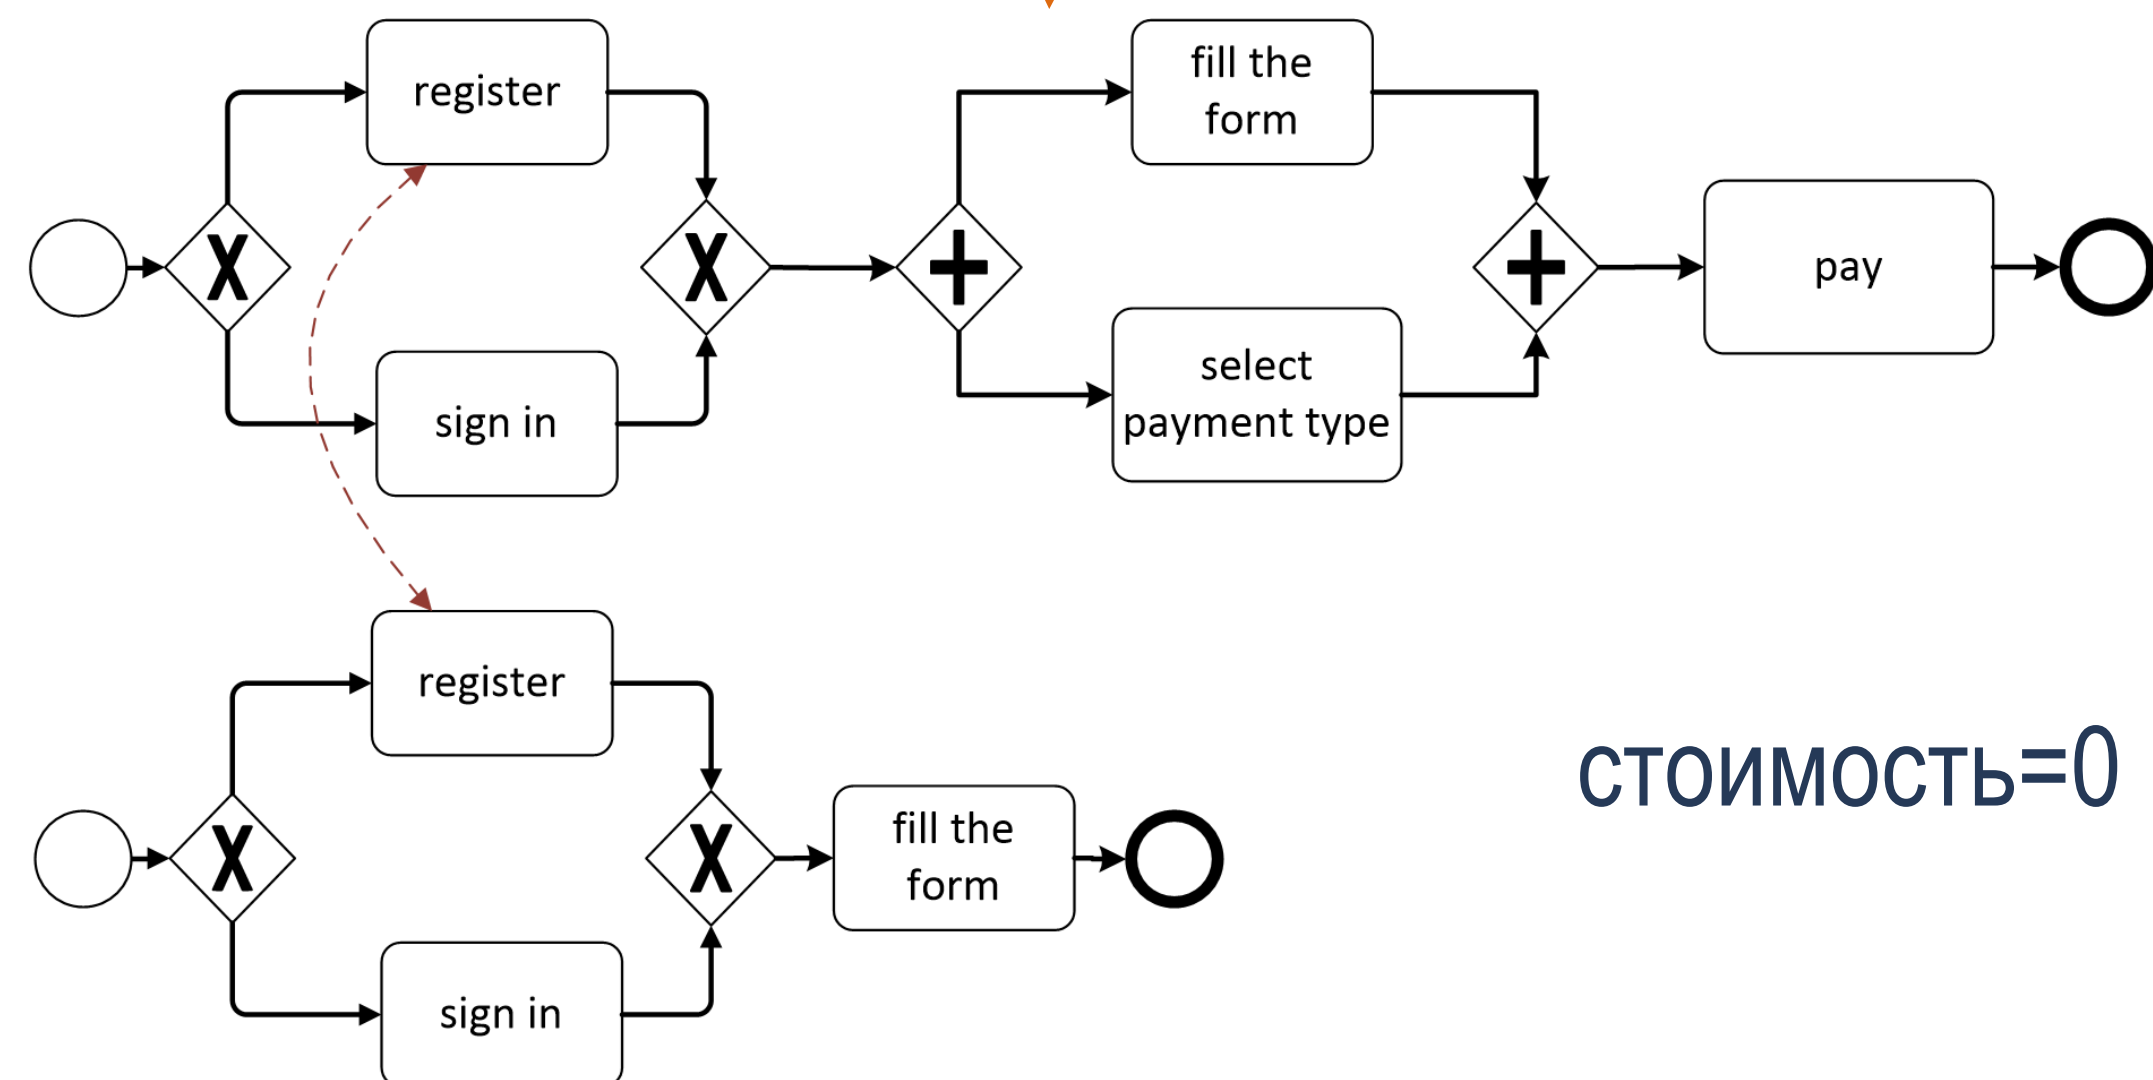 register
fill the
form
pay
select
payment type
sign in
register
fill the
form
стоимость=0
sign in